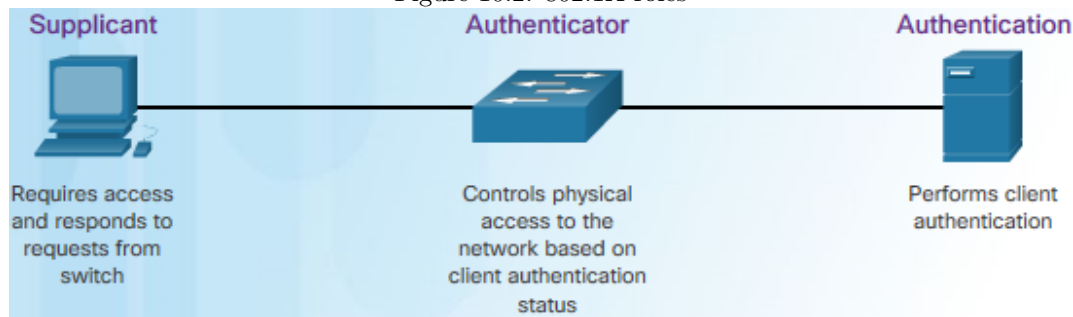 Supplicant
Authenticator
Authentication
Requires access
and responds to
requests from
switch
Controls physical
access to the
network based on
client authentication
status
Performs client
authentication